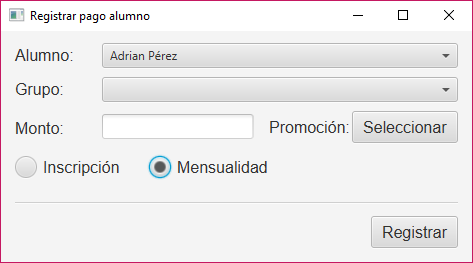 Registrar pago alumno
Alumno: Adrian Pérez
Grupo:
Monto: Promoción: Seleccionar
Inscripción Mensualidad
Registrar